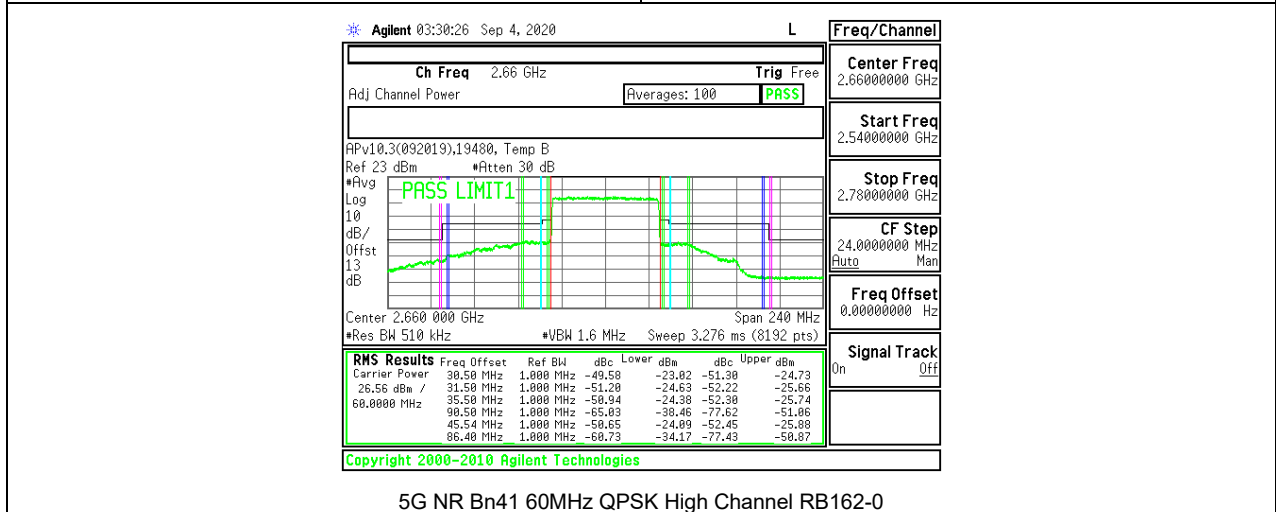 Agilent 03:30:26 Sep 4, 2020 L
Freq/Channel
Ch Freq 2.66 GHz Trig Free
Adj Channel Power Averages: 100 PASS
APv10.3(092019),19480, Temp B
Ref 23 dBm #Atten 30 dB
#Avg
Log
10
dB/
Offst
13
dB
PASS LIMIT1
Center 2.660 000 GHz Span 240 MHz
#Res BW 510 kHz #VBW 1.6 MHz Sweep 3.276 ms (8192 pts)
RMS Results Freq Offset Ref BW dBc Lower dBm dBc Upper dBm
Carrier Power 30.50 MHz 1.000 MHz -49.58 -23.02 -51.30 -24.73
26.56 dBm / 31.50 MHz 1.000 MHz -51.20 -24.63 -52.22 -25.66
60.0000 MHz 35.50 MHz 1.000 MHz -50.94 -24.38 -52.30 -25.74
90.50 MHz 1.000 MHz -65.03 -38.46 -77.62 -51.06
45.54 MHz 1.000 MHz -50.65 -24.09 -52.45 -25.88
86.40 MHz 1.000 MHz -60.73 -34.17 -77.43 -50.87
Copyright 2000-2010 Agilent Technologies
Center Freq
2.66000000 GHz
Start Freq
2.54000000 GHz
Stop Freq
2.78000000 GHz
CF Step
24.0000000 MHz
Auto Man
Freq Offset
0.00000000 Hz
Signal Track
On Off
5G NR Bn41 60MHz QPSK High Channel RB162-0